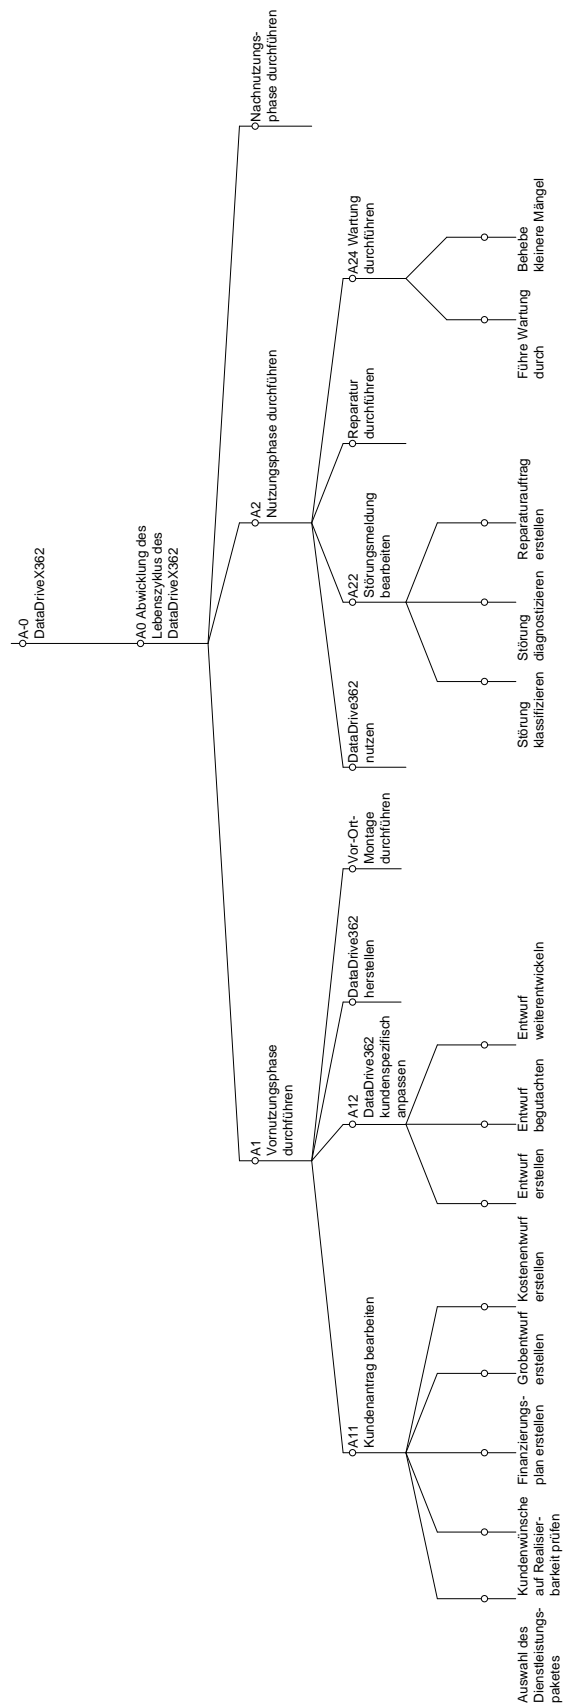 A-0
DataDriveX362
A0 Abwicklung des
Lebenszyklus des
DataDriveX362
A1
Vornutzungsphase
durchführen
A2
Nutzungsphase durchführen
Nachnutzungs-
phase durchführen
A11
Kundenantrag bearbeiten
A12
DataDrive362
kundenspezifisch
anpassen
DataDrive362
herstellen
Vor-Ort-
Montage
durchführen
DataDrive362
nutzen
A22
Störungsmeldung
bearbeiten
Reparatur
durchführen
A24 Wartung
durchführen
Auswahl des
Dienstleistungs-
paketes
Kundenwünsche
auf Realisier-
barkeit prüfen
Finanzierungs-
plan erstellen
Grobentwurf
erstellen
Kostenentwurf
erstellen
Entwurf
erstellen
Entwurf
begutachten
Entwurf
weiterentwickeln
Störung
klassifizieren
Störung
diagnostizieren
Reparaturauftrag
erstellen
Führe Wartung
durch
Behebe
kleinere Mängel